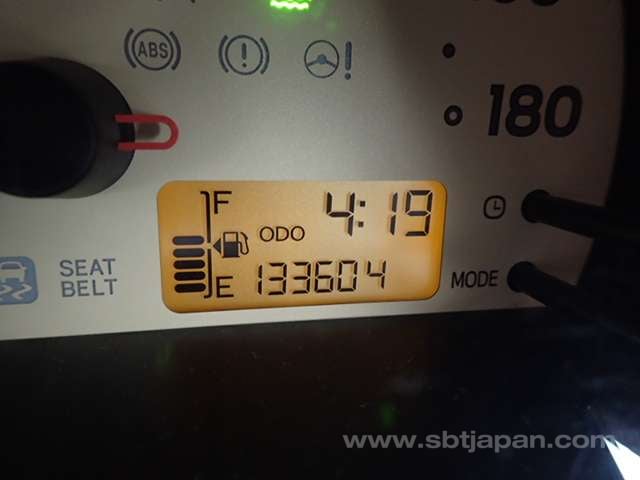 ABS
180
F
4:19
ODO
E 133604
SEAT
BELT
MODE
www.sbtjapan.com